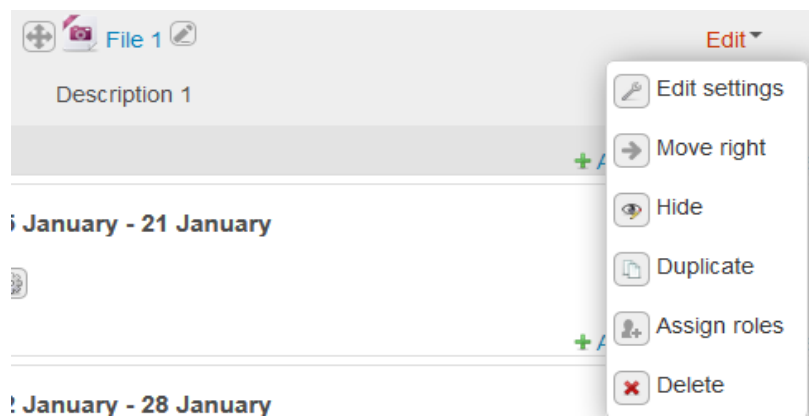 File 1
Edit
Description 1
Edit settings
Move right
January - 21 January
Hide
Duplicate
Assign roles
January - 28 January
Delete